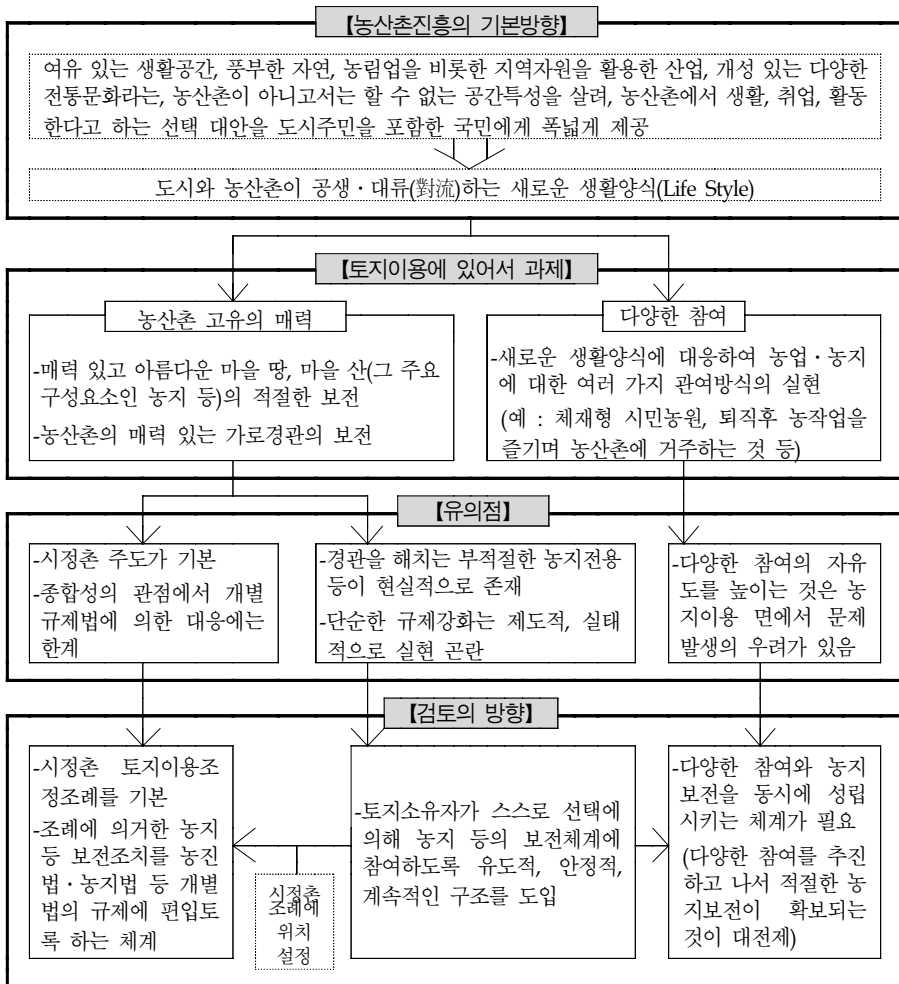 【농산촌진흥의 기본방향】
여유 있는 생활공간, 풍부한 자연, 농림업을 비롯한 지역자원을 활용한 산업, 개성 있는 다양한
전통문화라는, 농산촌이 아니고서는 할 수 없는 공간특성을 살려, 농산촌에서 생활, 취업, 활동
한다고 하는 선택 대안을 도시주민을 포함한 국민에게 폭넓게 제공
도시와 농산촌이 공생·대류(對流)하는 새로운 생활양식(Life Style)
【토지이용에 있어서 과제】
농산촌 고유의 매력
-매력 있고 아름다운 마을 땅, 마을 산(그 주요
구성요소인 농지 등)의 적절한 보전
-농산촌의 매력 있는 가로경관의 보전
다양한 참여
-새로운 생활양식에 대응하여 농업·농지
에 대한 여러 가지 관여방식의 실현
(예 : 체재형 시민농원, 퇴직후 농작업을
즐기며 농산촌에 거주하는 것 등)
【유의점】
-시정촌 주도가 기본
-종합성의 관점에서 개별
규제법에 의한 대응에는
한계
-경관을 해치는 부적절한 농지전용
등이 현실적으로 존재
-단순한 규제강화는 제도적, 실태
적으로 실현 곤란
-다양한 참여의 자유
도를 높이는 것은 농
지이용 면에서 문제
발생의 우려가 있음
【검토의 방향】
-시정촌 토지이용조
정조례를 기본
-조례에 의거한 농지
등 보전조치를 농진
법·농지법 등 개별
법의 규제에 편입토
록 하는 체계
시정촌
조례에
위치
설정
-토지소유자가 스스로 선택에
의해 농지 등의 보전체계에
참여하도록 유도적, 안정적,
계속적인 구조를 도입
-다양한 참여와 농지
보전을 동시에 성립
시키는 체계가 필요
(다양한 참여를 추진
하고 나서 적절한 농
지보전이 확보되는
것이 대전제)